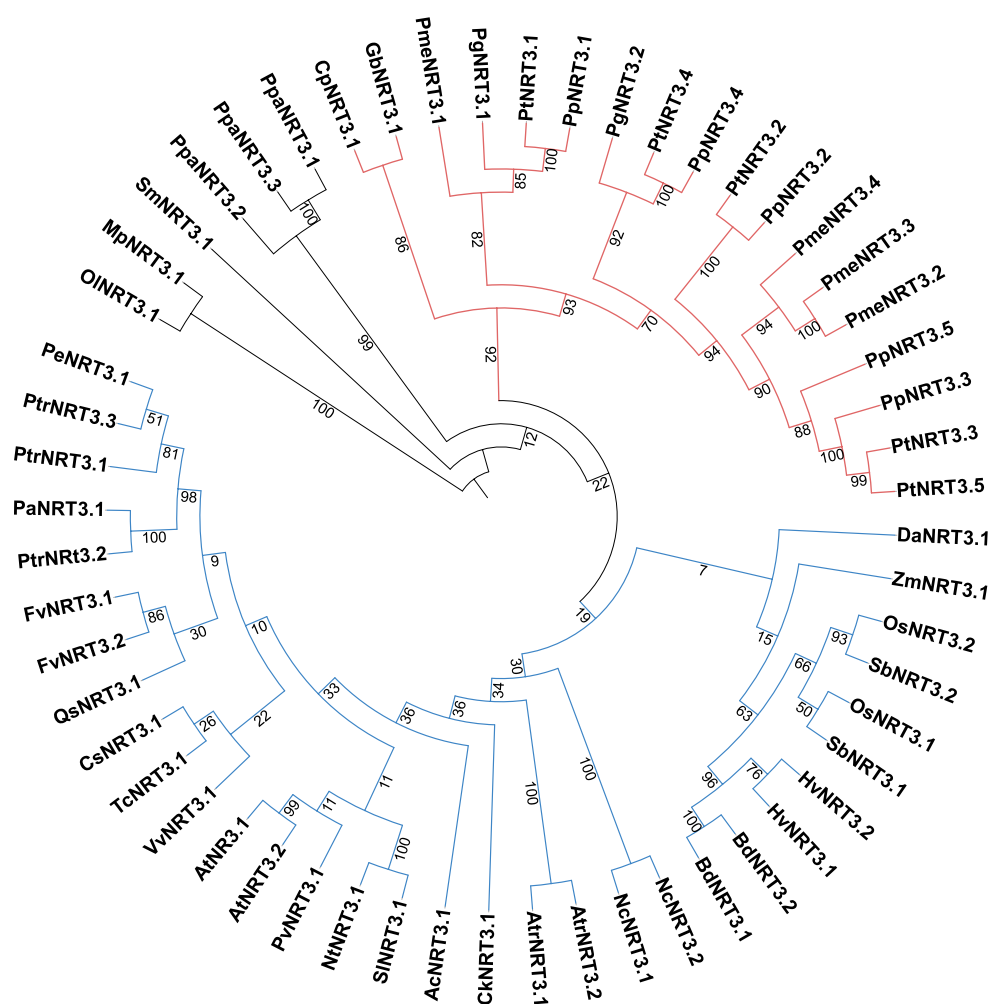 OlNRT3.1
MpNRT3.1
SmNRT3.1
PpaNRT3.2
PpaNRT3.3
PpaNRT3.1
CpNRT3.1
GbNRT3.1
PmeNRT3.1
PgNRT3.1
PtNRT3.1
PpNRT3.1
PgNRT3.2
PtNRT3.4
PpNRT3.4
PtNRT3.2
PpNRT3.2
PmeNRT3.4
PmeNRT3.3
PmeNRT3.2
PpNRT3.5
PpNRT3.3
PtNRT3.3
PtNRT3.5
DaNRT3.1
ZmNRT3.1
OsNRT3.2
SbNRT3.2
OsNRT3.1
SbNRT3.1
HvNRT3.2
HvNRT3.1
BdNRT3.2
BdNRT3.1
NcNRT3.2
NcNRT3.1
AtrNRT3.2
AtrNRT3.1
CkNRT3.1
AcNRT3.1
SlNRT3.1
NtNRT3.1
PvNRT3.1
AtNRT3.2
AtNR3.1
VvNRT3.1
TcNRT3.1
CsNRT3.1
QsNRT3.1
FvNRT3.2
FvNRT3.1
PtrNRt3.2
PaNRT3.1
PtrNRT3.1
PtrNRT3.3
PeNRT3.1
100
99
100
86
92
82
85
100
93
92
100
70
100
94
94
100
90
88
100
99
12
22
19
7
15
93
66
50
63
76
96
100
30
100
34
100
36
36
33
11
100
11
99
10
22
26
9
30
86
98
100
81
51